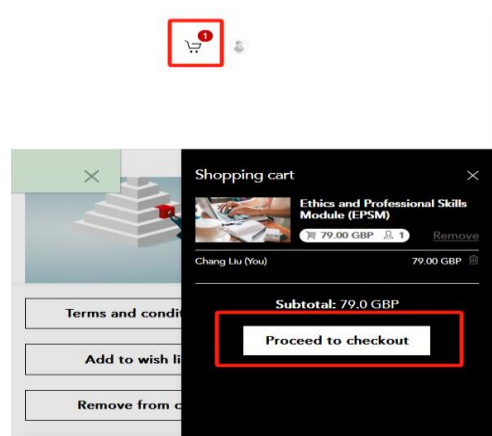 1
Shopping cart
Ethics and Professional Skills
Module (EPSM)
79.00 GBP 1
Remove
Chang Liu (You) 79.00 GBP
Subtotal: 79.0 GBP
Proceed to checkout
Terms and condit
Add to wish li
Remove from c